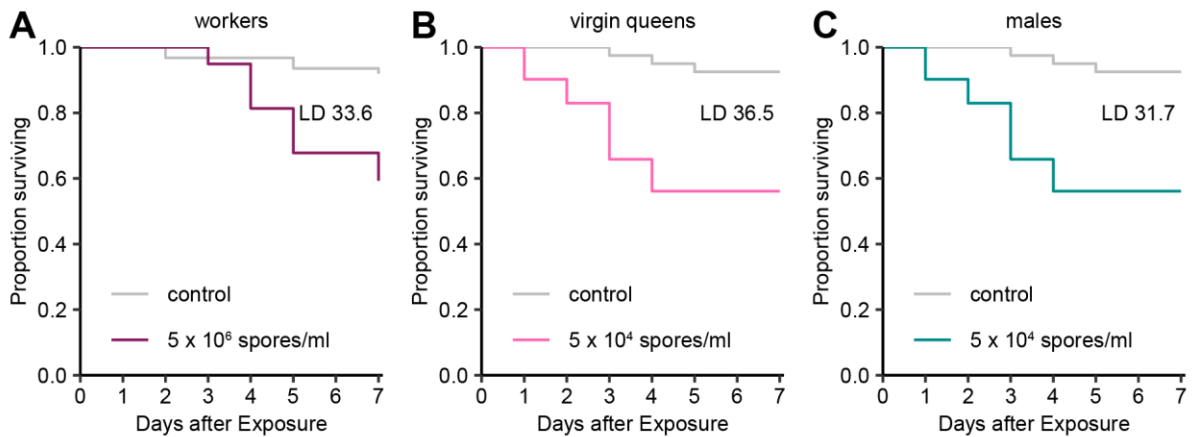 A
workers
Proportion surviving
1.0
0.8
0.6
0.4
0.2
0.0
LD 33.6
control
5 x 10⁶ spores/ml
0 1 2 3 4 5 6 7
Days after Exposure
B
virgin queens
Proportion surviving
1.0
0.8
0.6
0.4
0.2
0.0
LD 36.5
control
5 x 10⁴ spores/ml
0 1 2 3 4 5 6 7
Days after Exposure
C
males
Proportion surviving
1.0
0.8
0.6
0.4
0.2
0.0
LD 31.7
control
5 x 10⁴ spores/ml
0 1 2 3 4 5 6 7
Days after Exposure